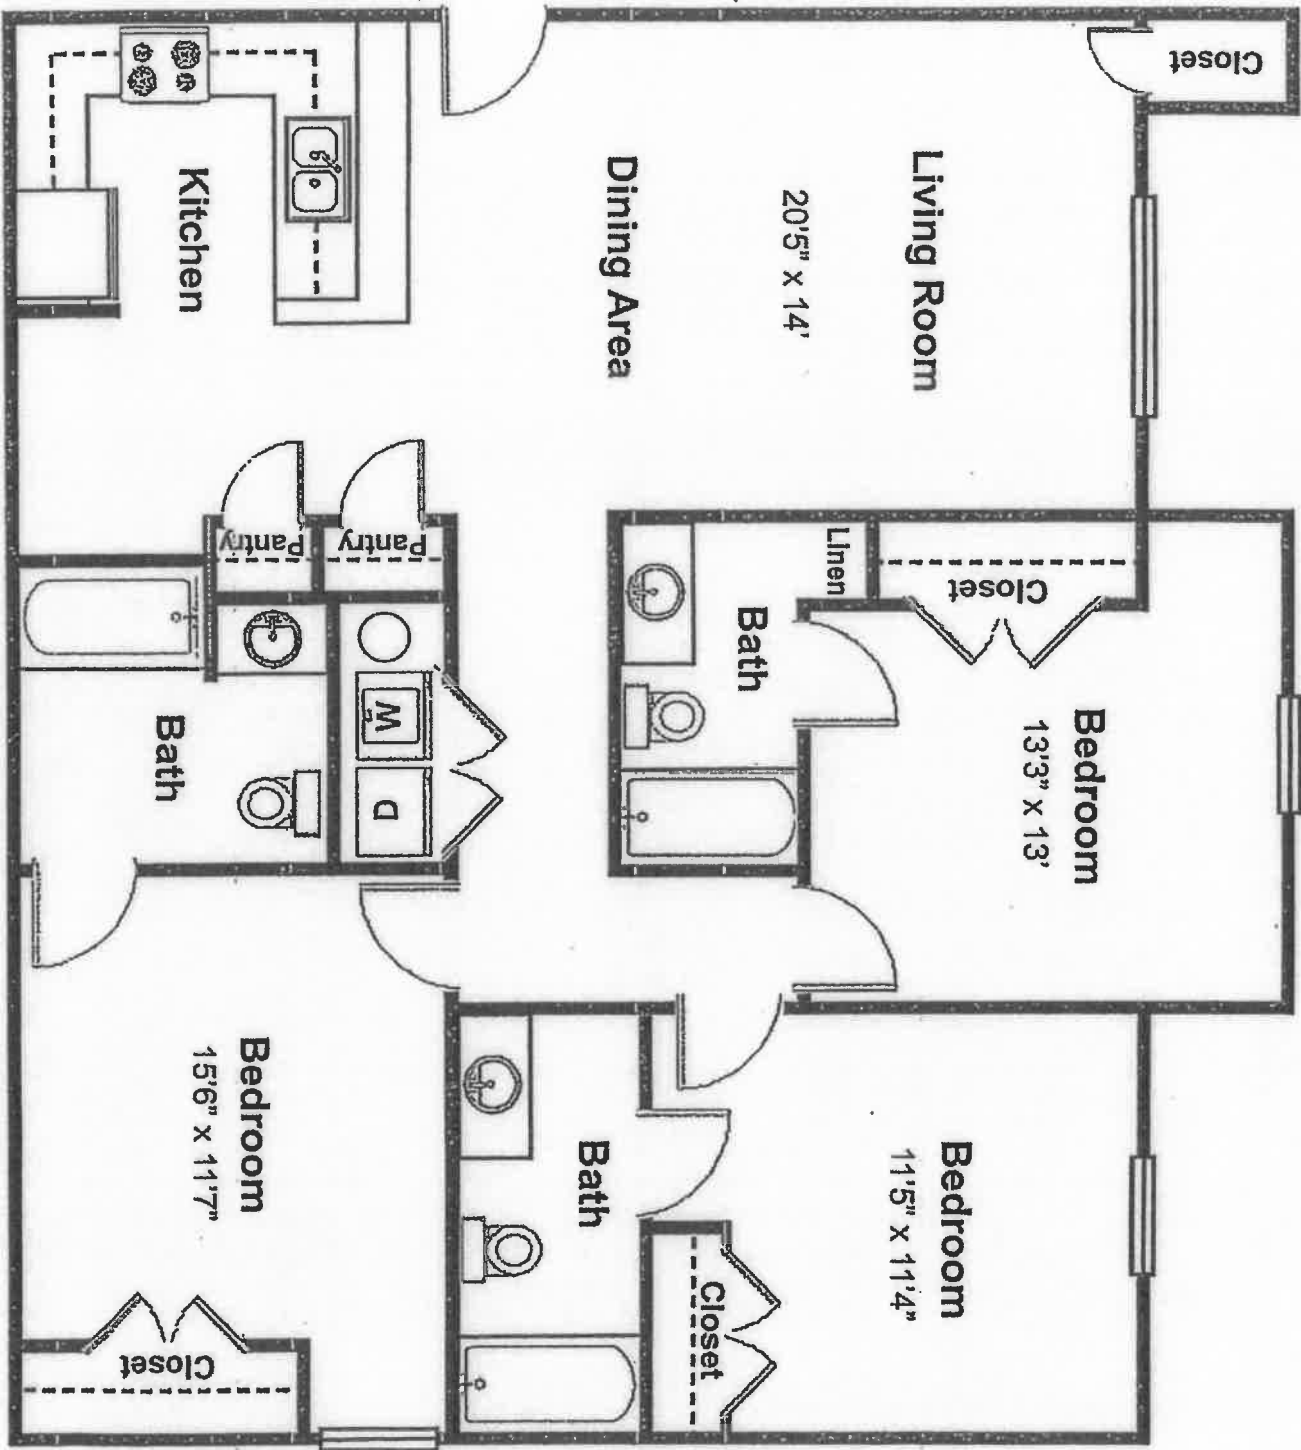 Closet
Living Room
20'5" x 14'
Dining Area
Kitchen
Pantry
Pantry
Linen
Closet
Bath
Bedroom
13'3" x 13'
W
D
Bath
Bedroom
15'6" x 11'7"
Closet
Bath
Bedroom
11'5" x 11'4"
Closet